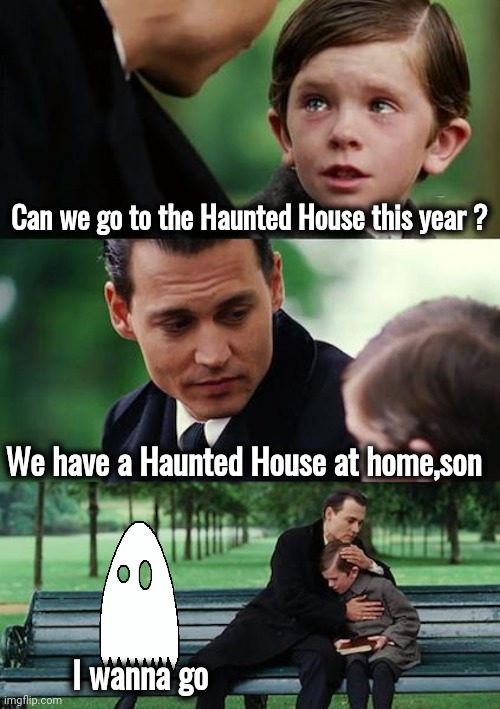 Can we go to the Haunted House this year ?
We have a Haunted House at home,son
I wanna go
imgflip.com